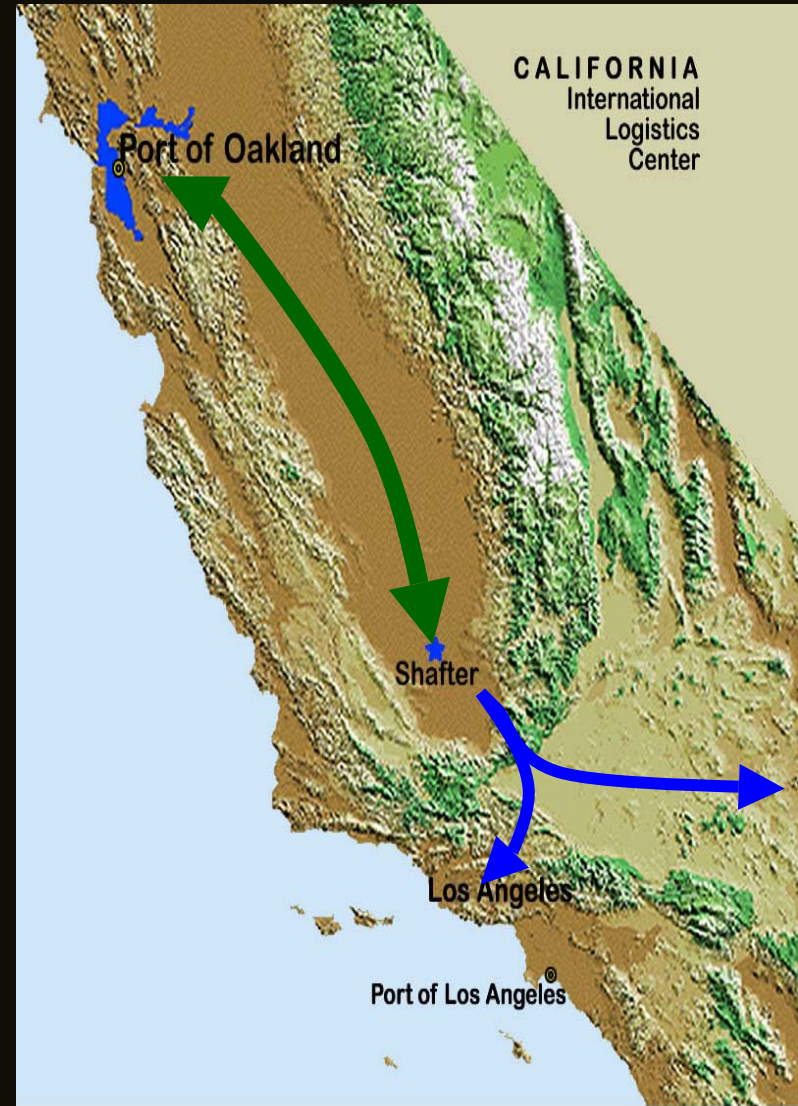 CALIFORNIA
International
Logistics
Center
Port of Oakland
Shafter
Los Angeles
Port of Los Angeles